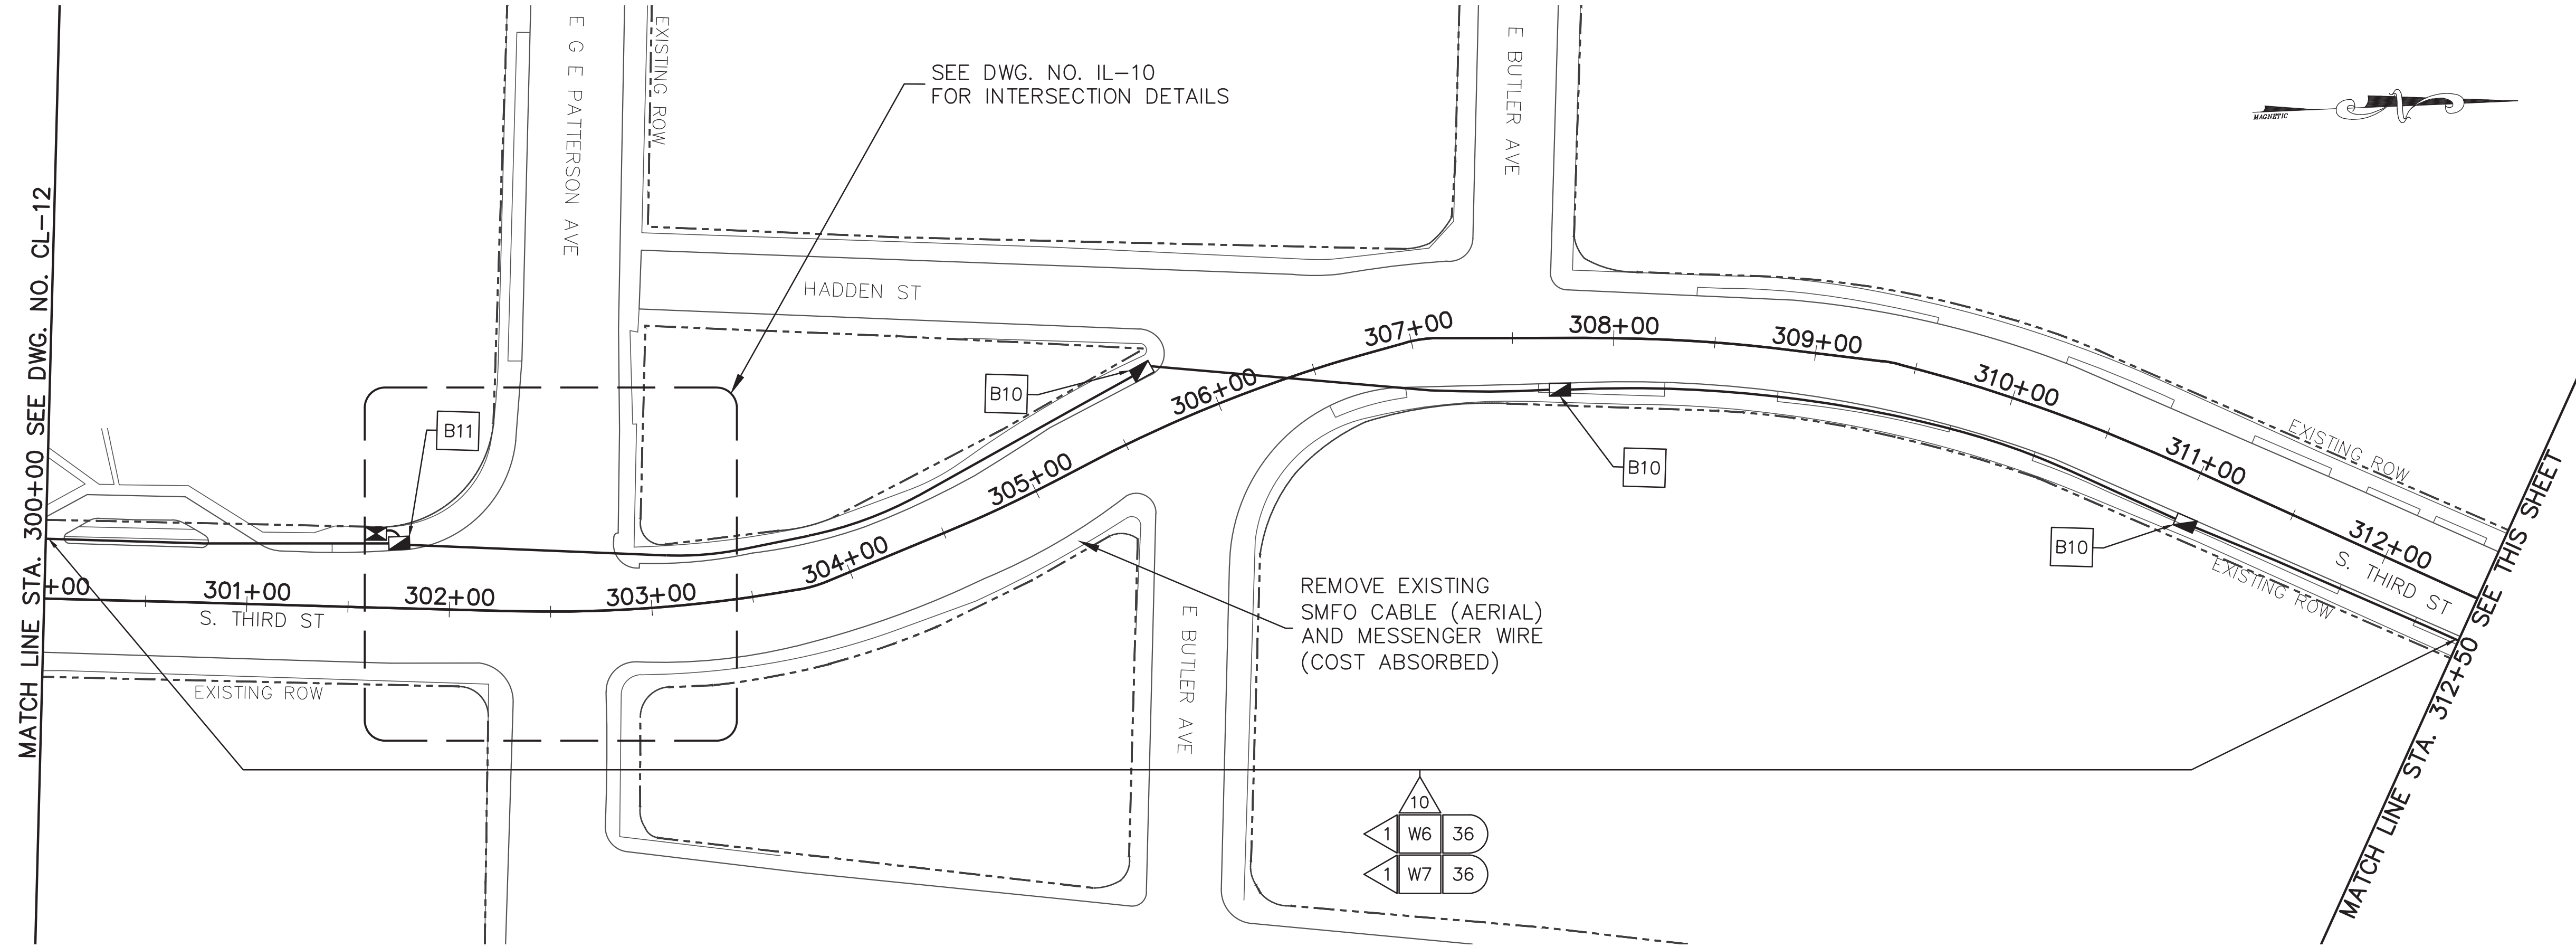 E G E PATTERSON AVE
EXISTING ROW
SEE DWG. NO. IL-10
FOR INTERSECTION DETAILS
E BUTLER AVE
MAGNETIC
MATCH LINE STA. 300+00 SEE DWG. NO. CL-12
HADDEN ST
B11
B10
B10
B10
+00
301+00
302+00
303+00
304+00
305+00
306+00
307+00
308+00
309+00
310+00
311+00
312+00
S. THIRD ST
S. THIRD ST
EXISTING ROW
EXISTING ROW
EXISTING ROW
REMOVE EXISTING
SMFO CABLE (AERIAL)
AND MESSENGER WIRE
(COST ABSORBED)
E BUTLER AVE
MATCH LINE STA. 312+50 SEE THIS SHEET
10
1 W6 36
1 W7 36